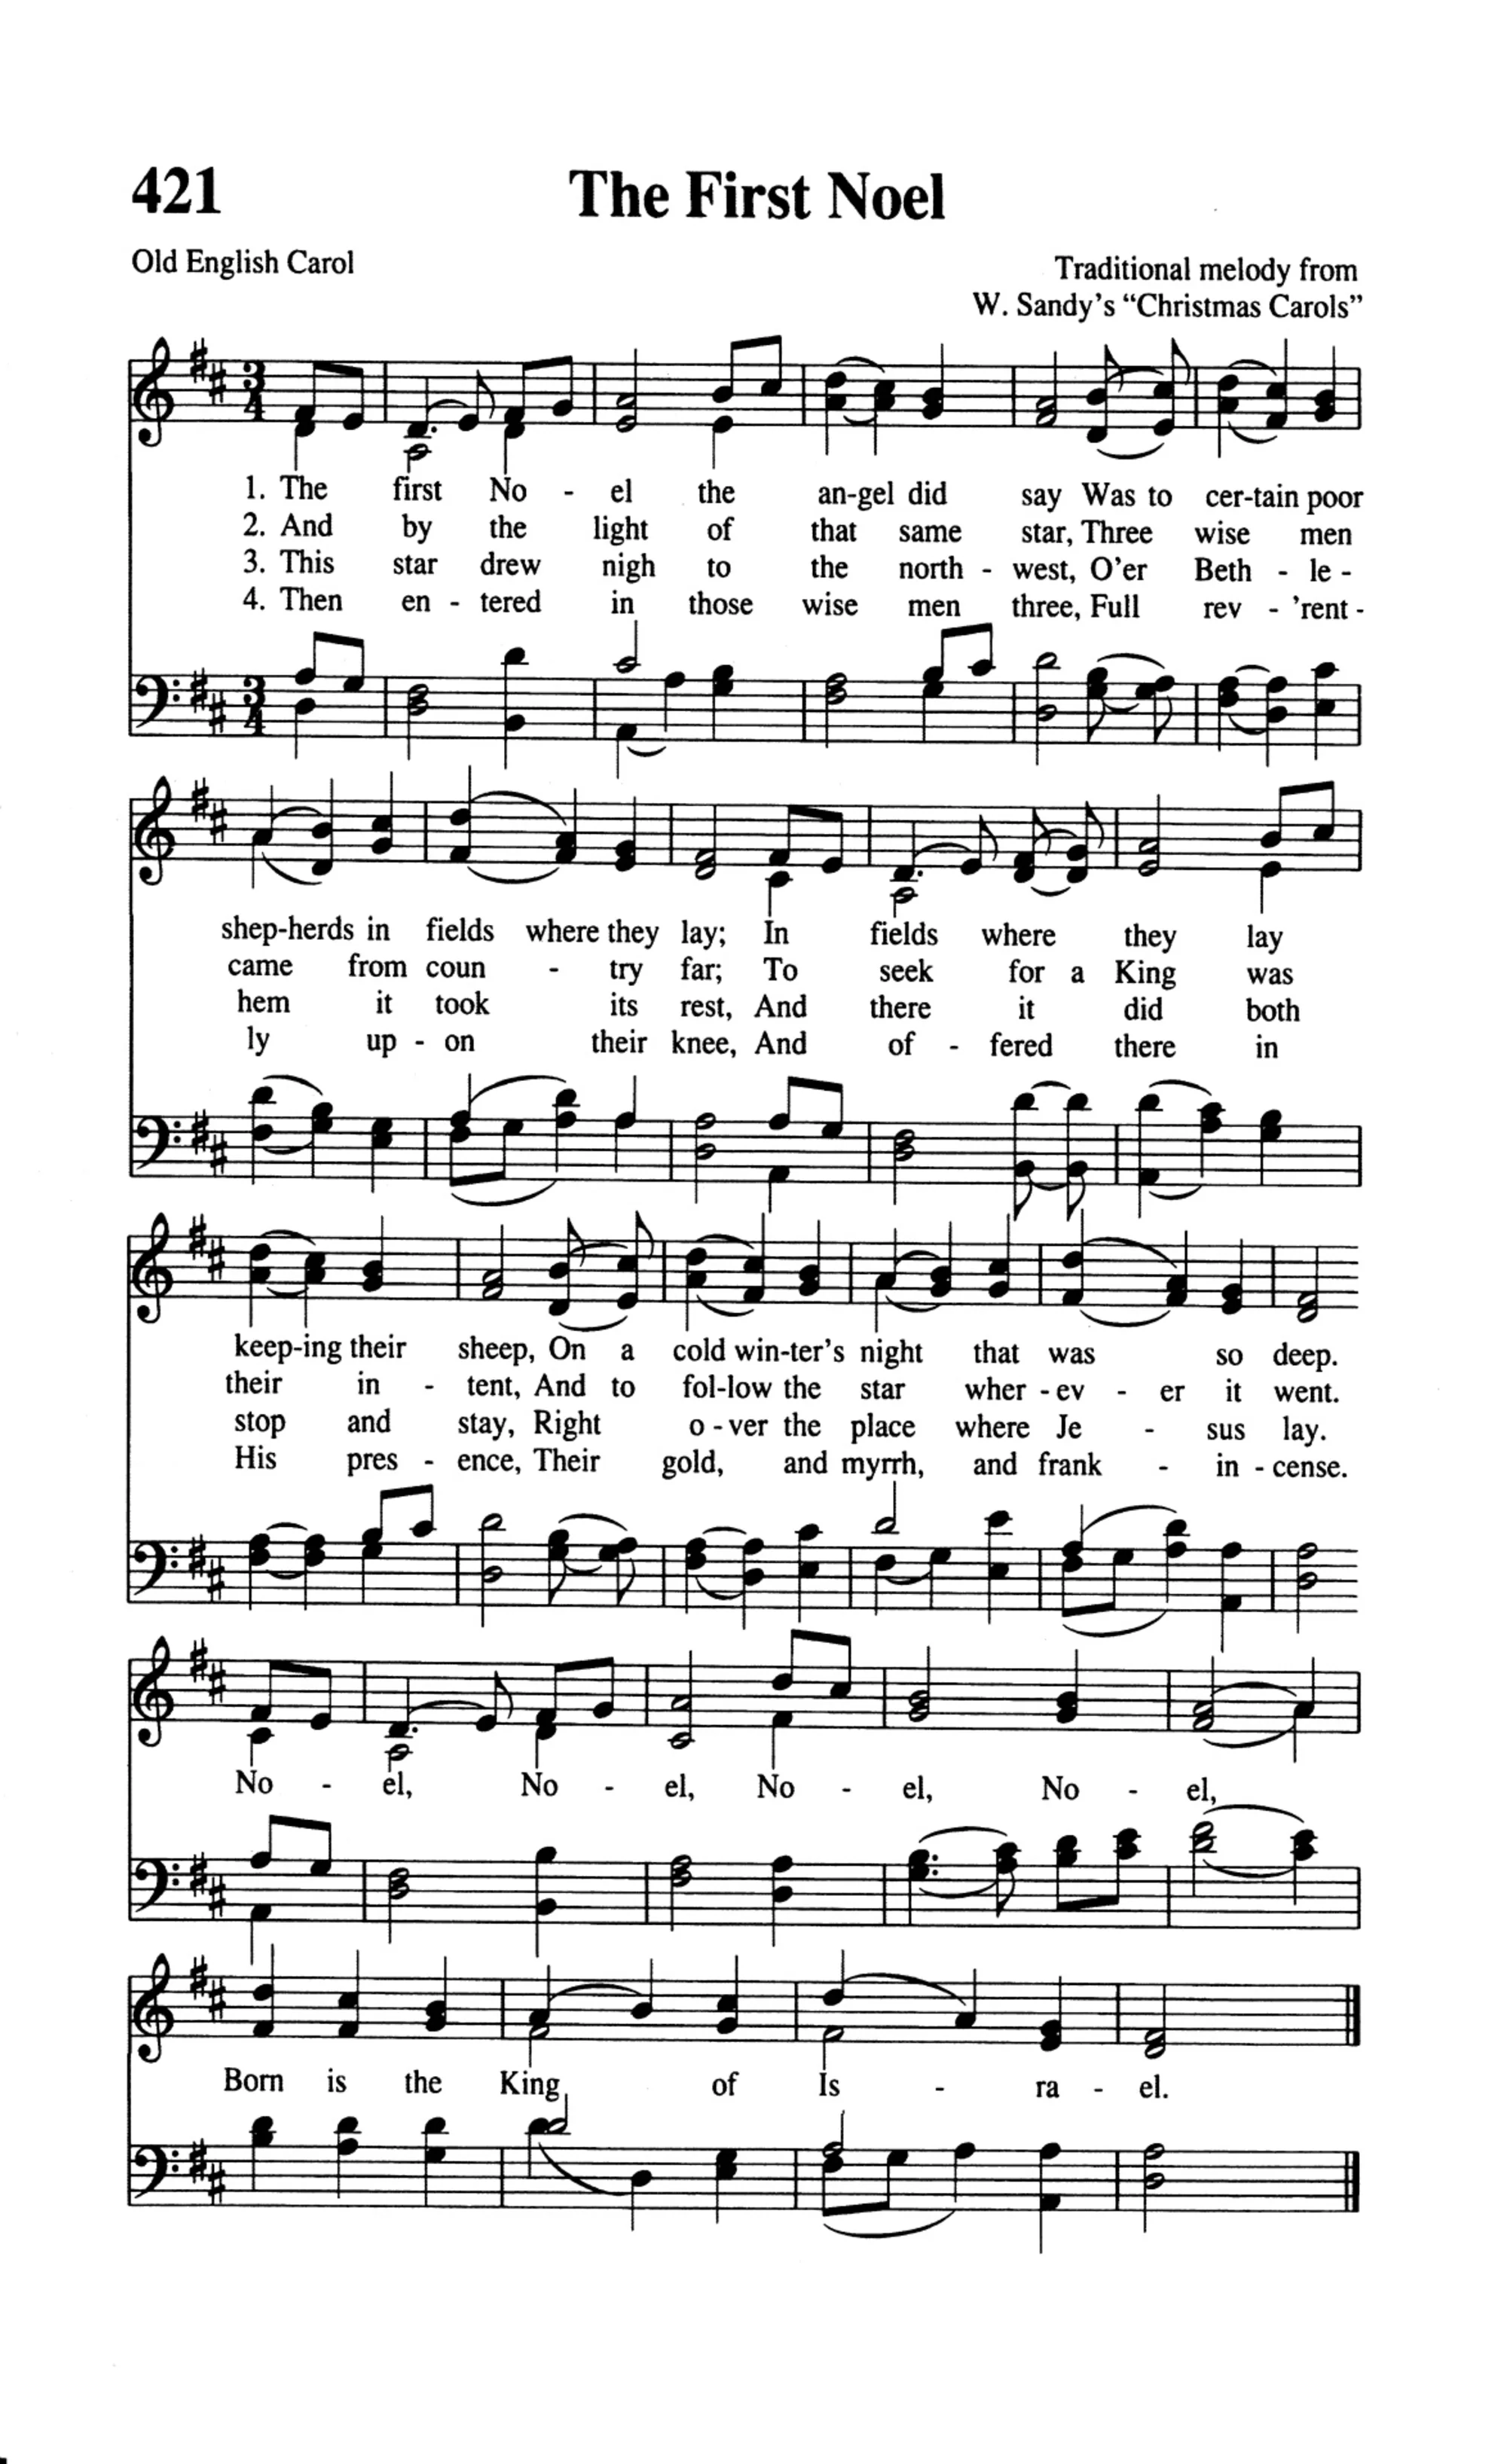 421
The First Noel
Old English Carol
Traditional melody from
W. Sandy's “Christmas Carols”
3
4
1. The first No - el the an-gel did say Was to cer-tain poor
2. And by the light of that same star, Three wise men
3. This star drew nigh to the north - west, O'er Beth - le -
4. Then en - tered in those wise men three, Full rev - 'rent -
3
4
shep-herds in fields where they lay; In fields where they lay
came from coun - try far; To seek for a King was
hem it took its rest, And there it did both
ly up - on their knee, And of - fered there in
keep-ing their sheep, On a cold win-ter's night that was so deep.
their in - tent, And to fol-low the star wher - ev - er it went.
stop and stay, Right o - ver the place where Je - sus lay.
His pres - ence, Their gold, and myrrh, and frank - in - cense.
No - el, No - el, No - el, No - el,
Born is the King of Is - ra - el.